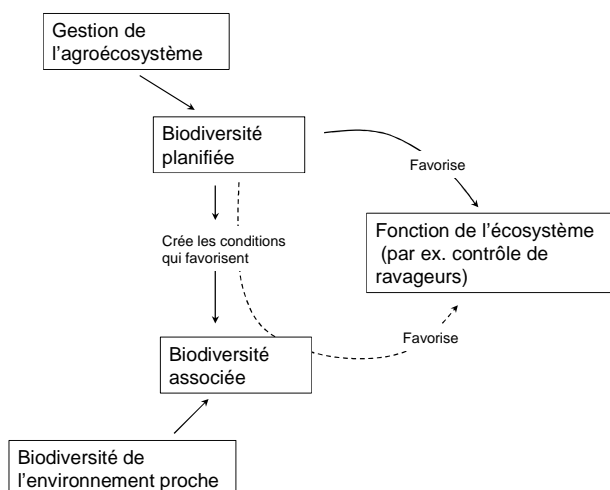 Gestion de
l'agroécosystème
Biodiversité
planifiée
Favorise
Crée les conditions
qui favorisent
Fonction de l'écosystème
(par ex. contrôle de
ravageurs)
Favorise
Biodiversité
associée
Biodiversité de
l'environnement proche